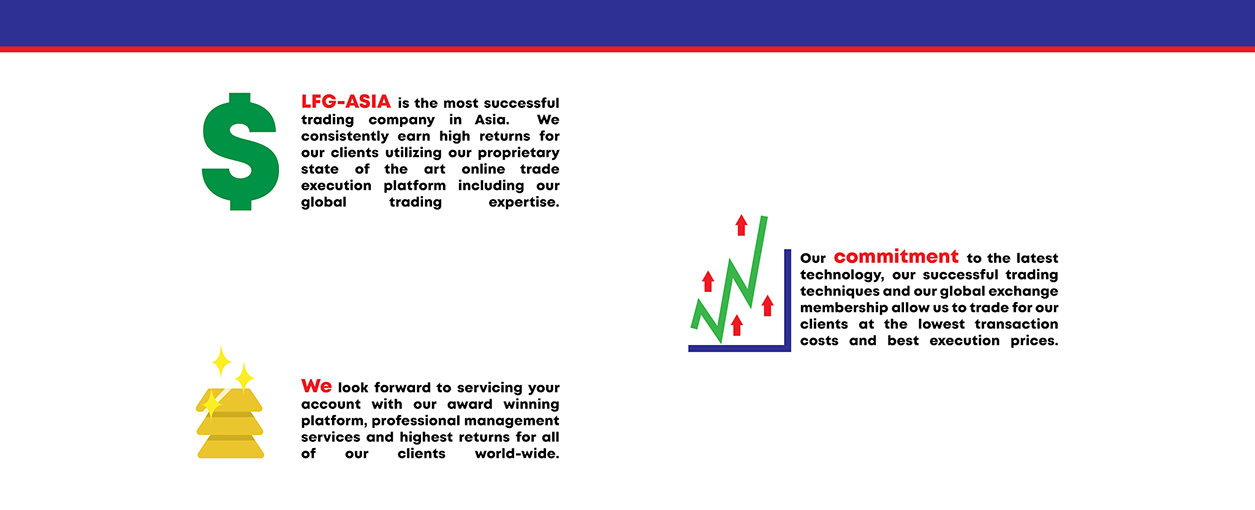 LFG-ASIA is the most successful
trading company in Asia. We
consistently earn high returns for
our clients utilizing our proprietary
state of the art online trade
execution platform including our
global trading expertise.
Our commitment to the latest
technology, our successful trading
techniques and our global exchange
membership allow us to trade for our
clients at the lowest transaction
costs and best execution prices.
We look forward to servicing your
account with our award winning
platform, professional management
services and highest returns for all
of our clients world-wide.